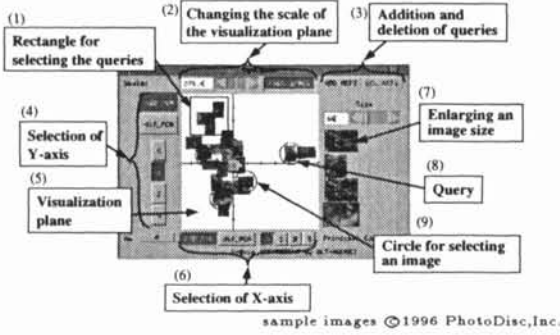 (1)
Rectangle for
selecting the queries
(2)
Changing the scale of
the visualization plane
(3)
Addition and
deletion of queries
(4)
Selection of
Y-axis
(5)
Visualization
plane
(6)
Selection of X-axis
(7)
Enlarging an
image size
(8)
Query
(9)
Circle for selecting
an image
Size
sample images ©1996 PhotoDisc,Inc.